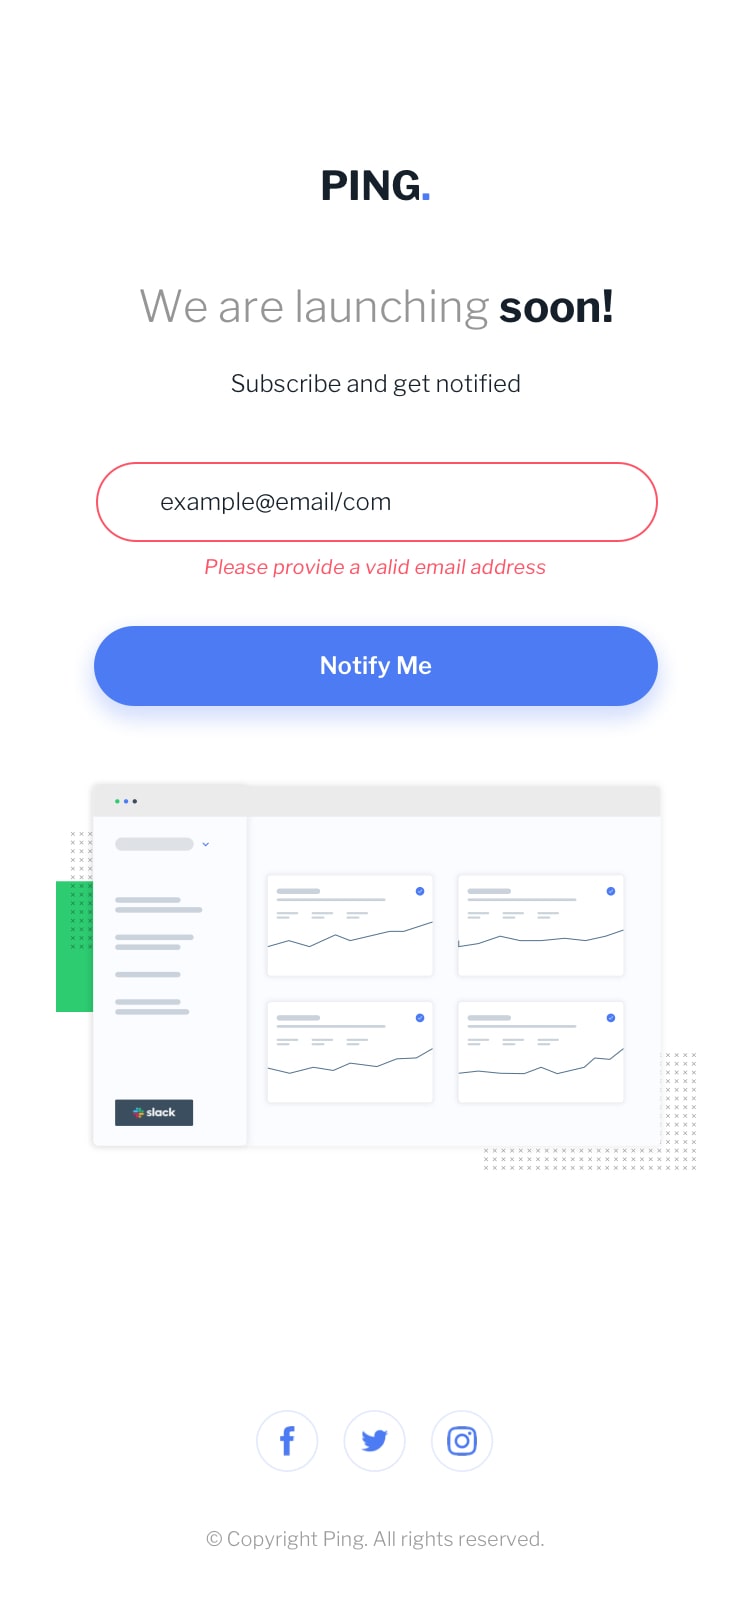 PING.
We are launching soon!
Subscribe and get notified
example@email/com
Please provide a valid email address
Notify Me
slack
© Copyright Ping. All rights reserved.